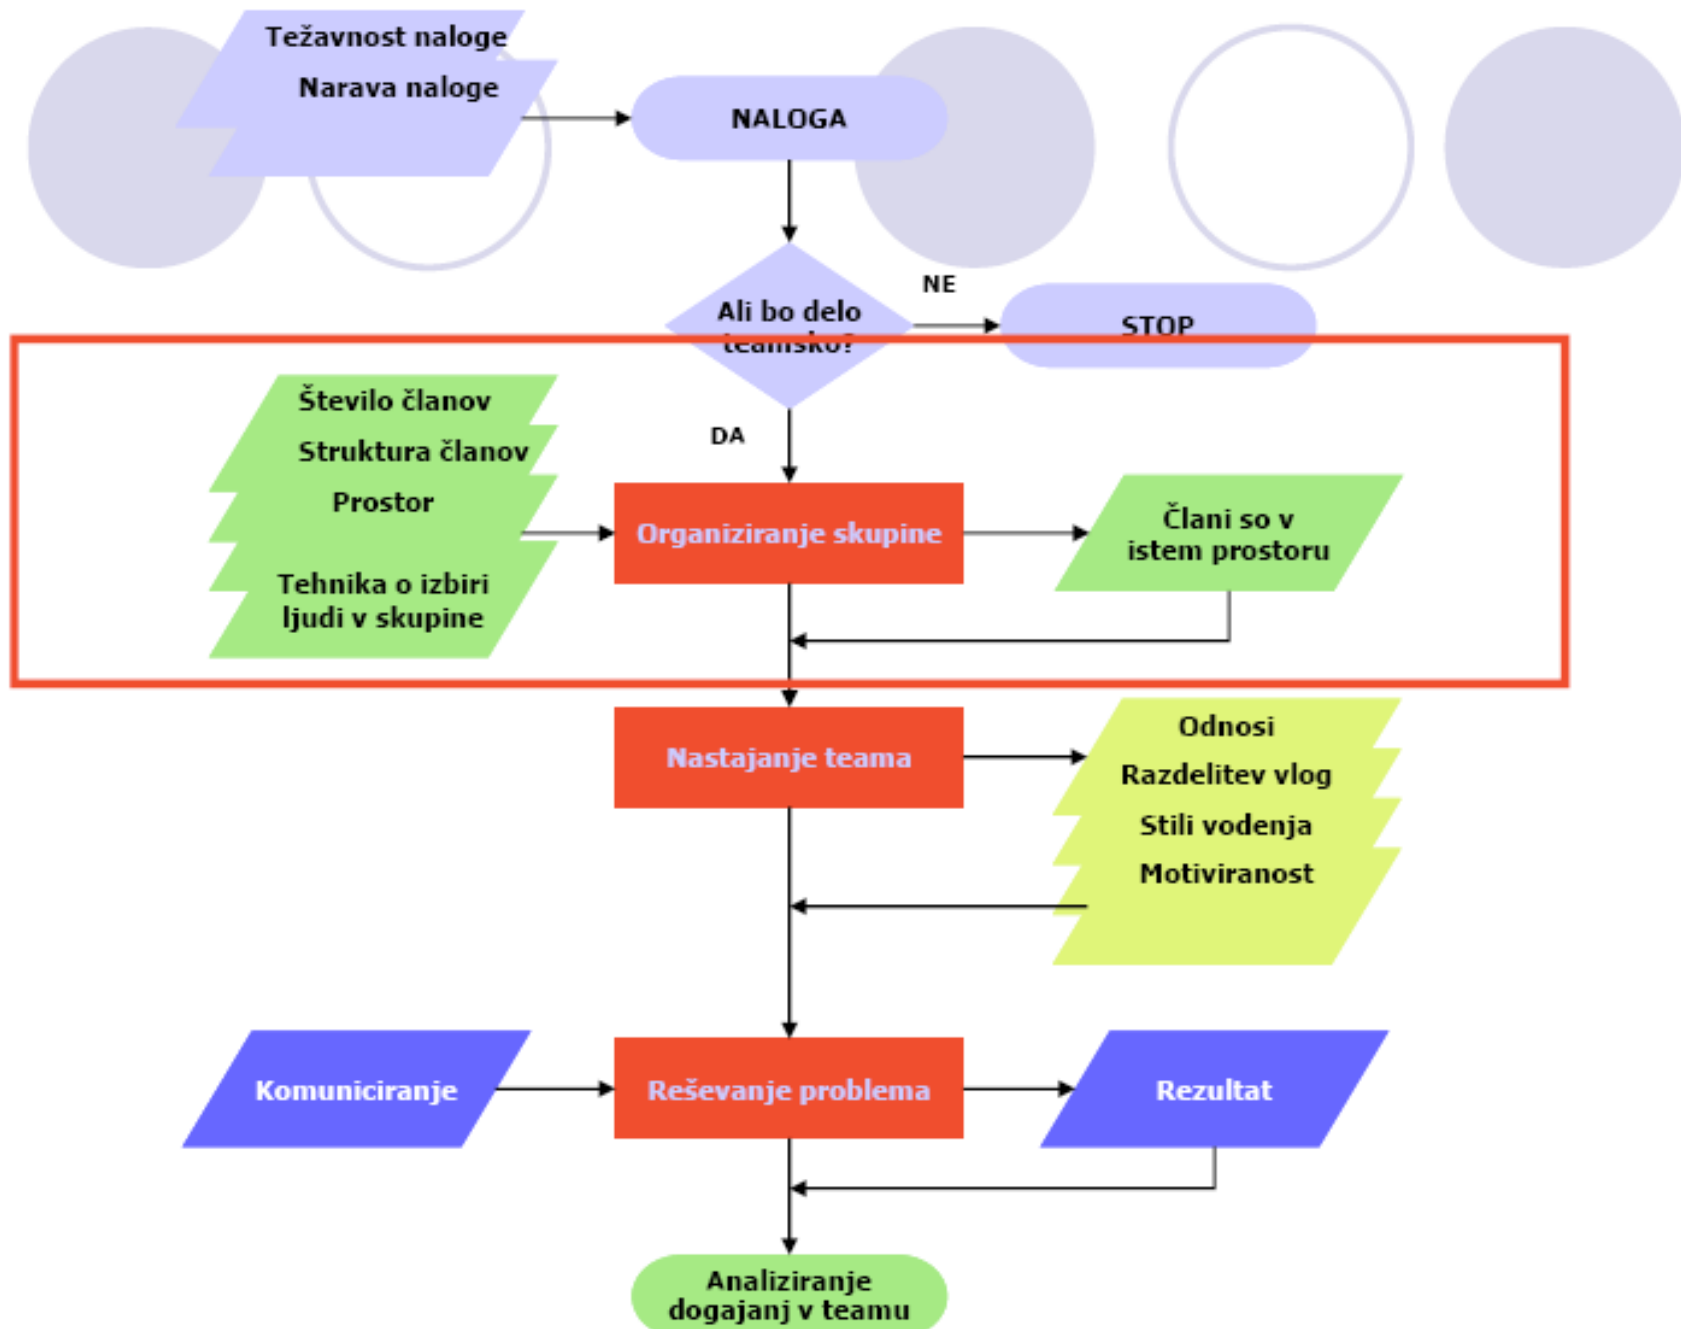 Težavnost naloge
Narava naloge
NALOGA
Ali bo delo
teamsko?
NE
STOP
DA
Število članov
Struktura članov
Prostor
Tehnika o izbiri
ljudi v skupine
Organiziranje skupine
Člani so v
istem prostoru
Nastajanje teama
Odnosi
Razdelitev vlog
Stili vodenja
Motiviranost
Komuniciranje
Reševanje problema
Rezultat
Analiziranje
dogajanj v teamu